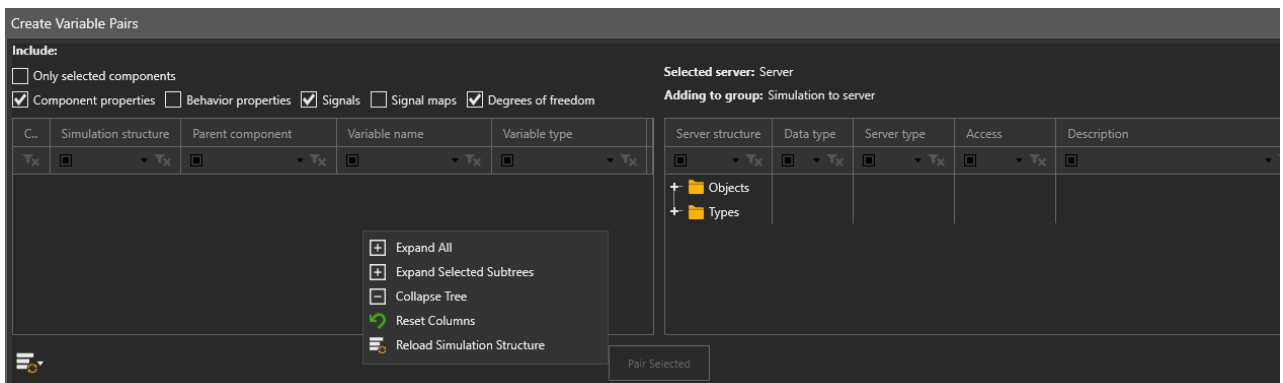 Create Variable Pairs
Include:
Only selected components
Component properties Behavior properties Signals Signal maps Degrees of freedom
Selected server: Server
Adding to group: Simulation to server
C.. Simulation structure Parent component Variable name Variable type
Server structure Data type Server type Access Description
Objects
Types
Expand All
Expand Selected Subtrees
Collapse Tree
Reset Columns
Reload Simulation Structure
Pair Selected